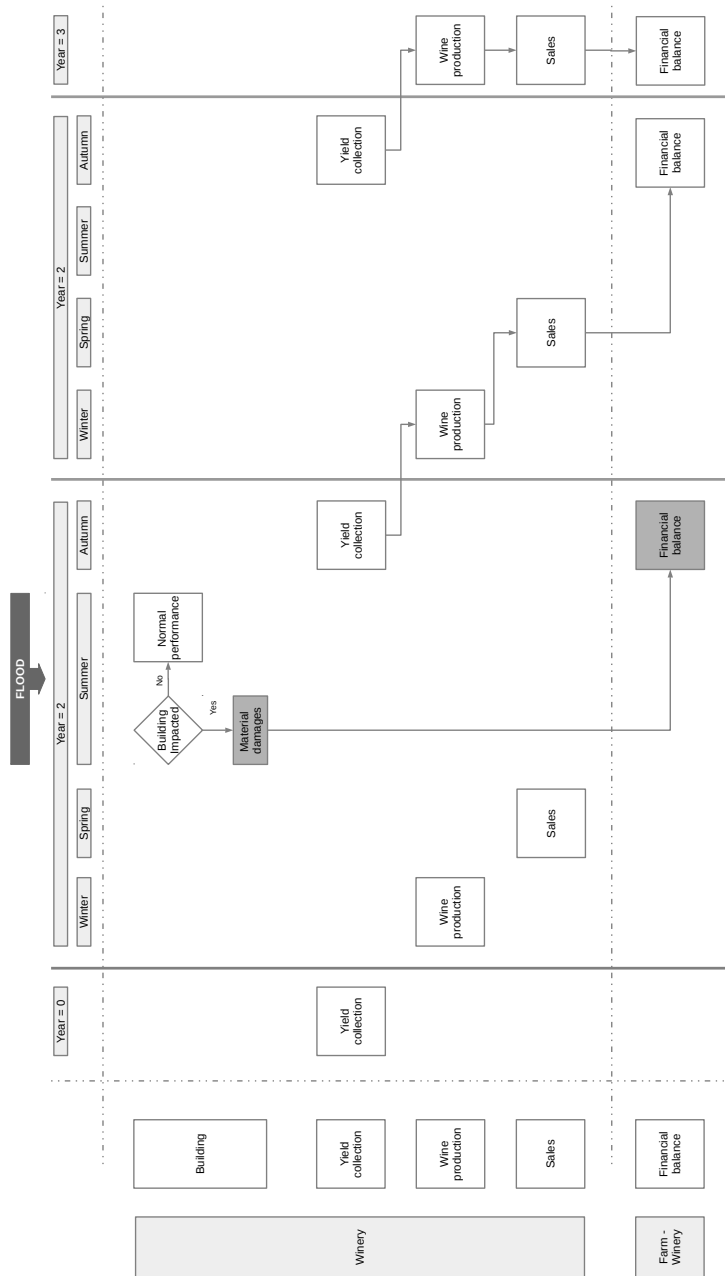 FLOOD
Year = 0
Year = 2
Year = 2
Year = 3
Winter
Spring
Summer
Autumn
Winter
Spring
Summer
Autumn
Winery
Building
Building
Impacted
No
Normal
performance
Yes
Material
damages
Yield
collection
Yield
collection
Yield
collection
Yield
collection
Wine
production
Wine
production
Wine
production
Wine
production
Sales
Sales
Sales
Sales
Farm -
Winery
Financial
balance
Financial
balance
Financial
balance
Financial
balance